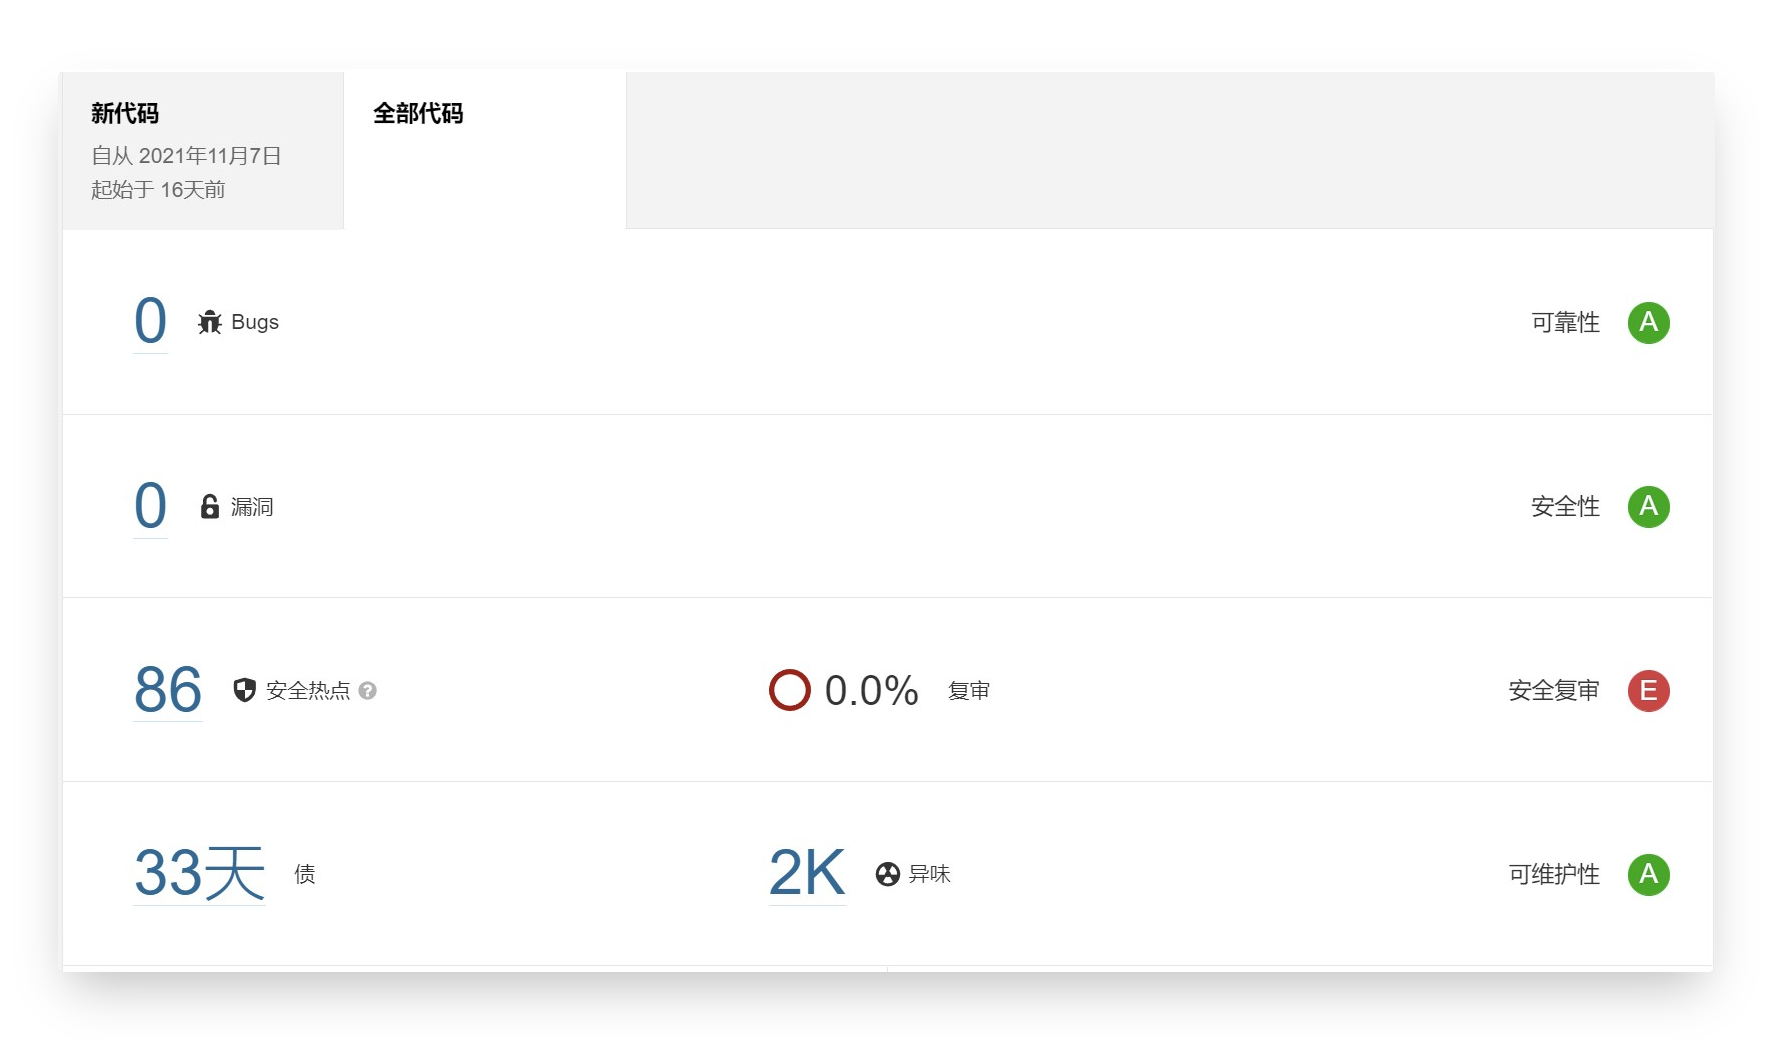 新代码
自从 2021年11月7日
起始于 16天前
全部代码
0 Bugs 可靠性 A
0 漏洞 安全性 A
86 安全热点 ? 0.0% 复审 安全复审 E
33天 债 2K 异味 可维护性 A